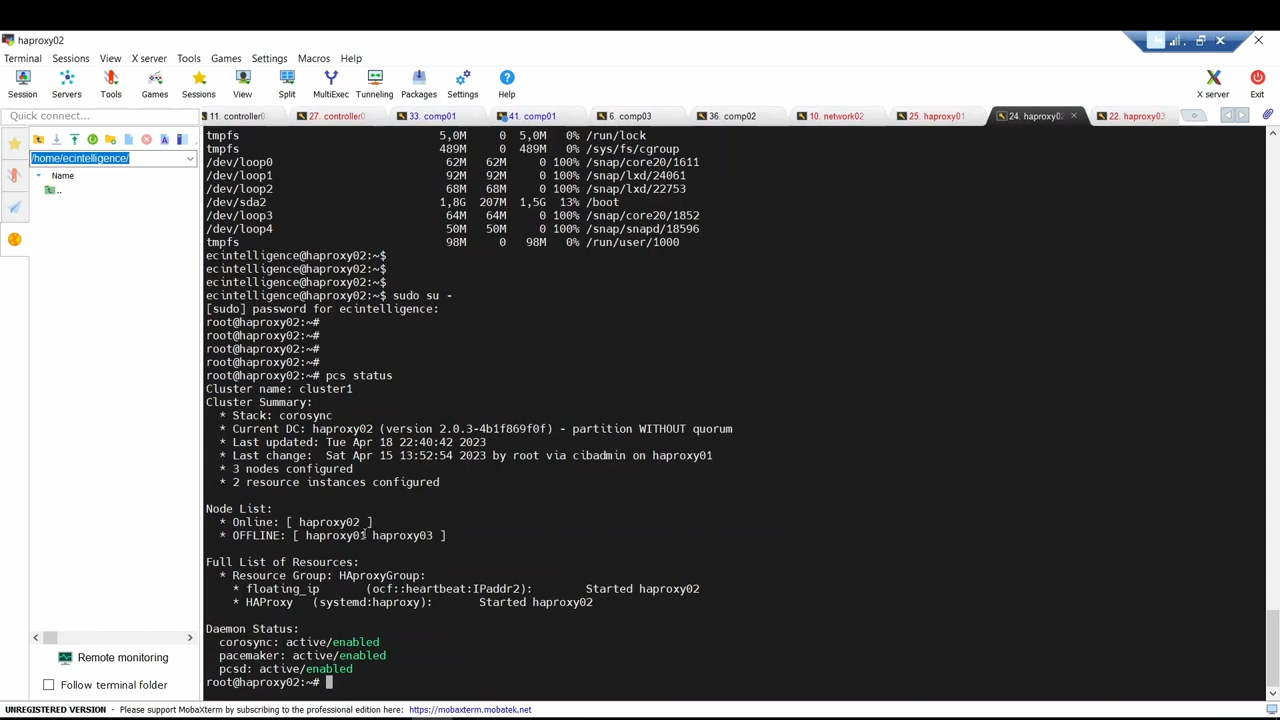 haproxy02
Terminal Sessions View X server Tools Games Settings Macros Help
Session Servers Tools Games Sessions View Split MultiExec Tunneling Packages Settings Help X server Exit
Quick connect...
11. controller0 27. controller0 33. comp01 41. comp01 6. comp03 36. comp02 10. network02 25. haproxy01 24. haproxy02 22. haproxy03
/home/ecintelligence/
Name
..
tmpfs 5,0M 0 5,0M 0% /run/lock
tmpfs 489M 0 489M 0% /sys/fs/cgroup
/dev/loop0 62M 62M 0 100% /snap/core20/1611
/dev/loop1 92M 92M 0 100% /snap/lxd/24061
/dev/loop2 68M 68M 0 100% /snap/lxd/22753
/dev/sda2 1,8G 207M 1,5G 13% /boot
/dev/loop3 64M 64M 0 100% /snap/core20/1852
/dev/loop4 50M 50M 0 100% /snap/snapd/18596
tmpfs 98M 0 98M 0% /run/user/1000
ecintelligence@haproxy02:~$
ecintelligence@haproxy02:~$
ecintelligence@haproxy02:~$
ecintelligence@haproxy02:~$ sudo su -
[sudo] password for ecintelligence:
root@haproxy02:~#
root@haproxy02:~#
root@haproxy02:~#
root@haproxy02:~#
root@haproxy02:~# pcs status
Cluster name: cluster1
Cluster Summary:
* Stack: corosync
* Current DC: haproxy02 (version 2.0.3-4b1f869f0f) - partition WITHOUT quorum
* Last updated: Tue Apr 18 22:40:42 2023
* Last change: Sat Apr 15 13:52:54 2023 by root via cibadmin on haproxy01
* 3 nodes configured
* 2 resource instances configured
Node List:
* Online: [ haproxy02 ]
* OFFLINE: [ haproxy01 haproxy03 ]
Full List of Resources:
* Resource Group: HAproxyGroup:
* floating_ip (ocf::heartbeat:IPaddr2): Started haproxy02
* HAProxy (systemd:haproxy): Started haproxy02
Daemon Status:
corosync: active/enabled
pacemaker: active/enabled
pcsd: active/enabled
root@haproxy02:~#
Remote monitoring
Follow terminal folder
UNREGISTERED VERSION - Please support MobaXterm by subscribing to the professional edition here: https://mobaxterm.mobatek.net